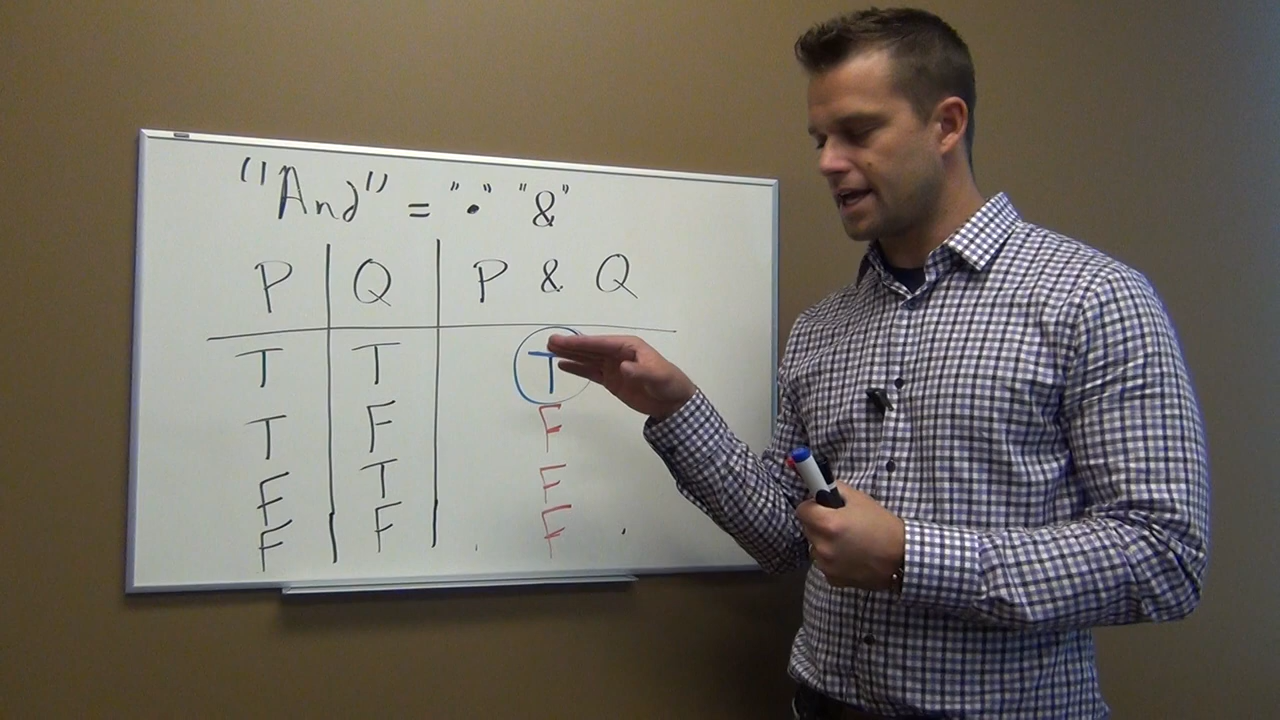 "And" = "•" "&"
P Q P & Q
T T T
T F F
F T F
F F F